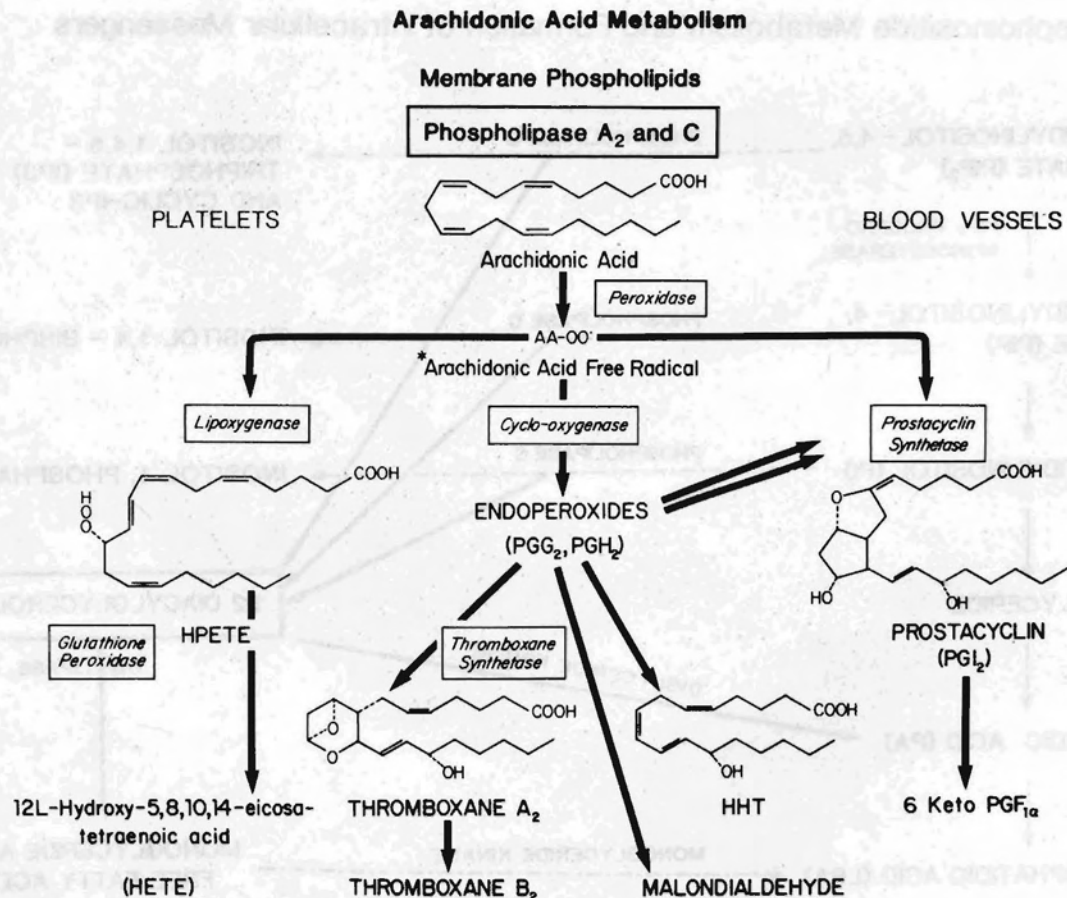 Arachidonic Acid Metabolism
Membrane Phospholipids
Phospholipase A₂ and C
COOH
PLATELETS
BLOOD VESSELS
Arachidonic Acid
Peroxidase
AA-OO·
*Arachidonic Acid Free Radical
Lipoxygenase
Cyclo-oxygenase
Prostacyclin
Synthetase
COOH
H
O
O
ENDOPEROXIDES
(PGG₂, PGH₂)
COOH
O
HO
OH
HPETE
Glutathione
Peroxidase
Thromboxane
Synthetase
PROSTACYCLIN
(PGI₂)
COOH
O
O
OH
COOH
OH
12L-Hydroxy-5,8,10,14-eicosa-
tetraenoic acid
(HETE)
THROMBOXANE A₂
HHT
6 Keto PGF₁α
THROMBOXANE B₂
MALONDIALDEHYDE